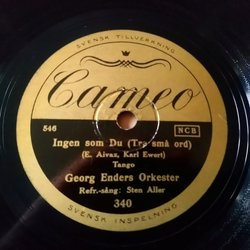 SVENSK TILLVERKNING
Cameo
546
NCB
Ingen som Du (Tre små ord)
(E. Aivaz, Karl Ewert)
Tango
Georg Enders Orkester
Refr.-sång: Sten Aller
340
SVENSK INSPELNING